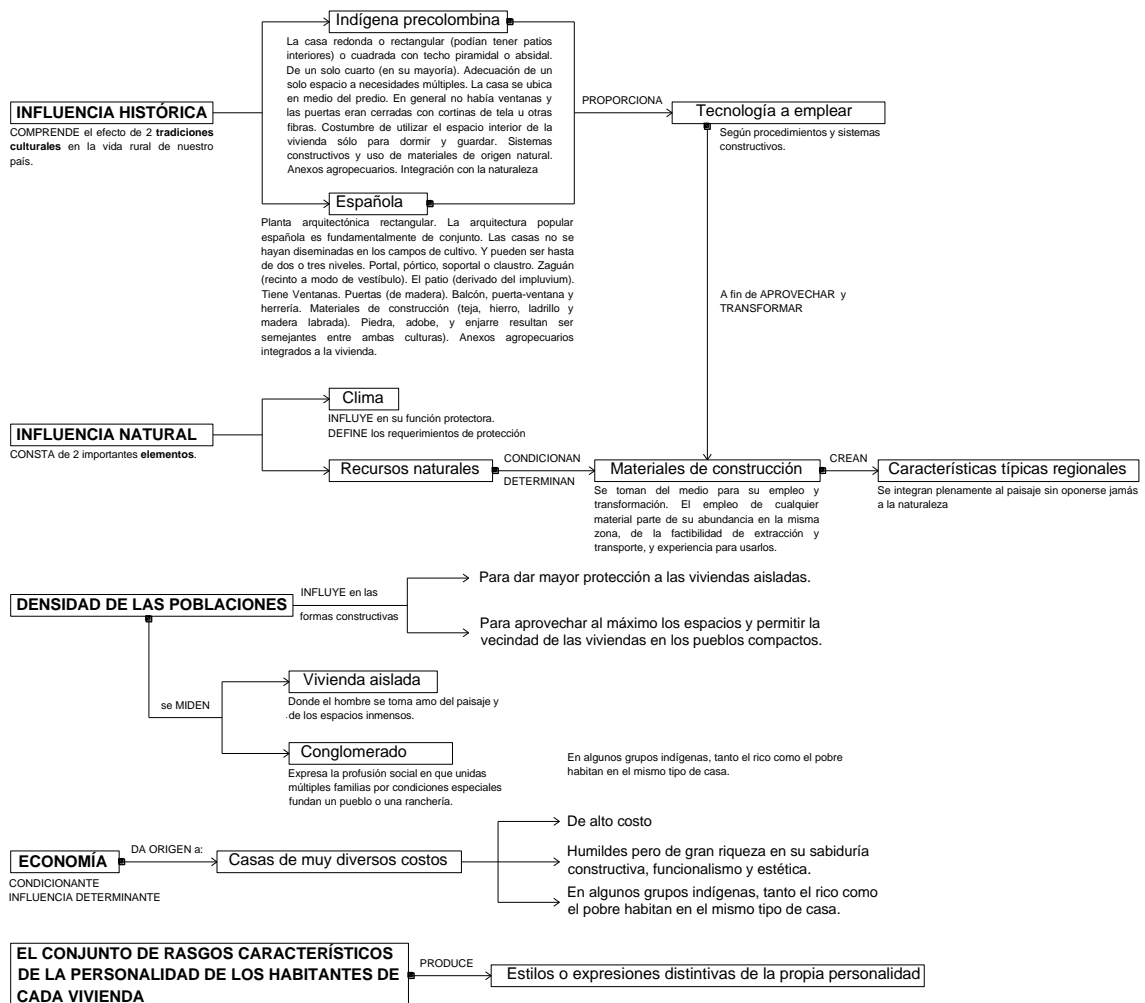 Indígena precolombina
La casa redonda o rectangular (podían tener patios
interiores) o cuadrada con techo piramidal o absidal.
De un solo cuarto (en su mayoría). Adecuación de un
solo espacio a necesidades múltiples. La casa se ubica
en medio del predio. En general no había ventanas y
las puertas eran cerradas con cortinas de tela u otras
fibras. Costumbre de utilizar el espacio interior de la
vivienda sólo para dormir y guardar. Sistemas
constructivos y uso de materiales de origen natural.
Anexos agropecuarios. Integración con la naturaleza
INFLUENCIA HISTÓRICA
COMPRENDE el efecto de 2 tradiciones
culturales en la vida rural de nuestro
país.
PROPORCIONA
Tecnología a emplear
Según procedimientos y sistemas
constructivos.
Española
Planta arquitectónica rectangular. La arquitectura popular
española es fundamentalmente de conjunto. Las casas no se
hayan diseminadas en los campos de cultivo. Y pueden ser hasta
de dos o tres niveles. Portal, pórtico, soportal o claustro. Zaguán
(recinto a modo de vestíbulo). El patio (derivado del impluvium).
Tiene Ventanas. Puertas (de madera). Balcón, puerta-ventana y
herrería. Materiales de construcción (teja, hierro, ladrillo y
madera labrada). Piedra, adobe, y enjarre resultan ser
semejantes entre ambas culturas). Anexos agropecuarios
integrados a la vivienda.
A fin de APROVECHAR y
TRANSFORMAR
Clima
INFLUYE en su función protectora.
DEFINE los requerimientos de protección
INFLUENCIA NATURAL
CONSTA de 2 importantes elementos.
Recursos naturales
CONDICIONAN
DETERMINAN
Materiales de construcción
Se toman del medio para su empleo y
transformación. El empleo de cualquier
material parte de su abundancia en la misma
zona, de la factibilidad de extracción y
transporte, y experiencia para usarlos.
CREAN
Características típicas regionales
Se integran plenamente al paisaje sin oponerse jamás
a la naturaleza
DENSIDAD DE LAS POBLACIONES
INFLUYE en las
formas constructivas
Para dar mayor protección a las viviendas aisladas.
Para aprovechar al máximo los espacios y permitir la
vecindad de las viviendas en los pueblos compactos.
se MIDEN
Vivienda aislada
Donde el hombre se torna amo del paisaje y
de los espacios inmensos.
Conglomerado
Expresa la profusión social en que unidas
múltiples familias por condiciones especiales
fundan un pueblo o una ranchería.
En algunos grupos indígenas, tanto el rico como el pobre
habitan en el mismo tipo de casa.
ECONOMÍA
CONDICIONANTE
INFLUENCIA DETERMINANTE
DA ORIGEN a:
Casas de muy diversos costos
De alto costo
Humildes pero de gran riqueza en su sabiduría
constructiva, funcionalismo y estética.
En algunos grupos indígenas, tanto el rico como
el pobre habitan en el mismo tipo de casa.
EL CONJUNTO DE RASGOS CARACTERÍSTICOS
DE LA PERSONALIDAD DE LOS HABITANTES DE
CADA VIVIENDA
PRODUCE
Estilos o expresiones distintivas de la propia personalidad